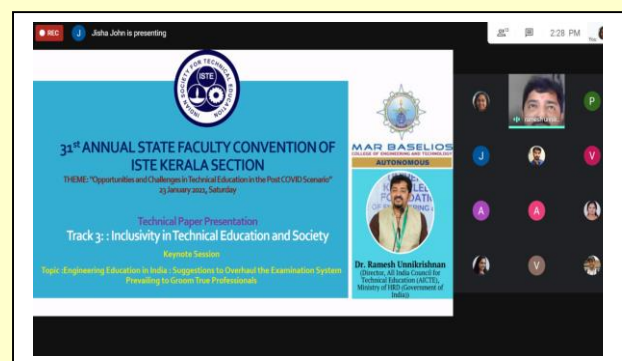 REC
J
Jisha John is presenting
2:28 PM
You
INDIAN SOCIETY FOR TECHNICAL EDUCATION
ISTE
31st ANNUAL STATE FACULTY CONVENTION OF
ISTE KERALA SECTION
THEME: "Opportunities and Challenges in Technical Education in the Post COVID Scenario"
23 January 2021, Saturday
Technical Paper Presentation
Track 3: : Inclusivity in Technical Education and Society
Keynote Session
Topic :Engineering Education in India : Suggestions to Overhaul the Examination System
Prevailing to Groom True Professionals
MAR BASELIOS
COLLEGE OF ENGINEERING AND TECHNOLOGY
AUTONOMOUS
Dr. Ramesh Unnikrishnan
(Director, All India Council for
Technical Education (AICTE),
Ministry of HRD (Government of
India))
P
J
V
A
A
V